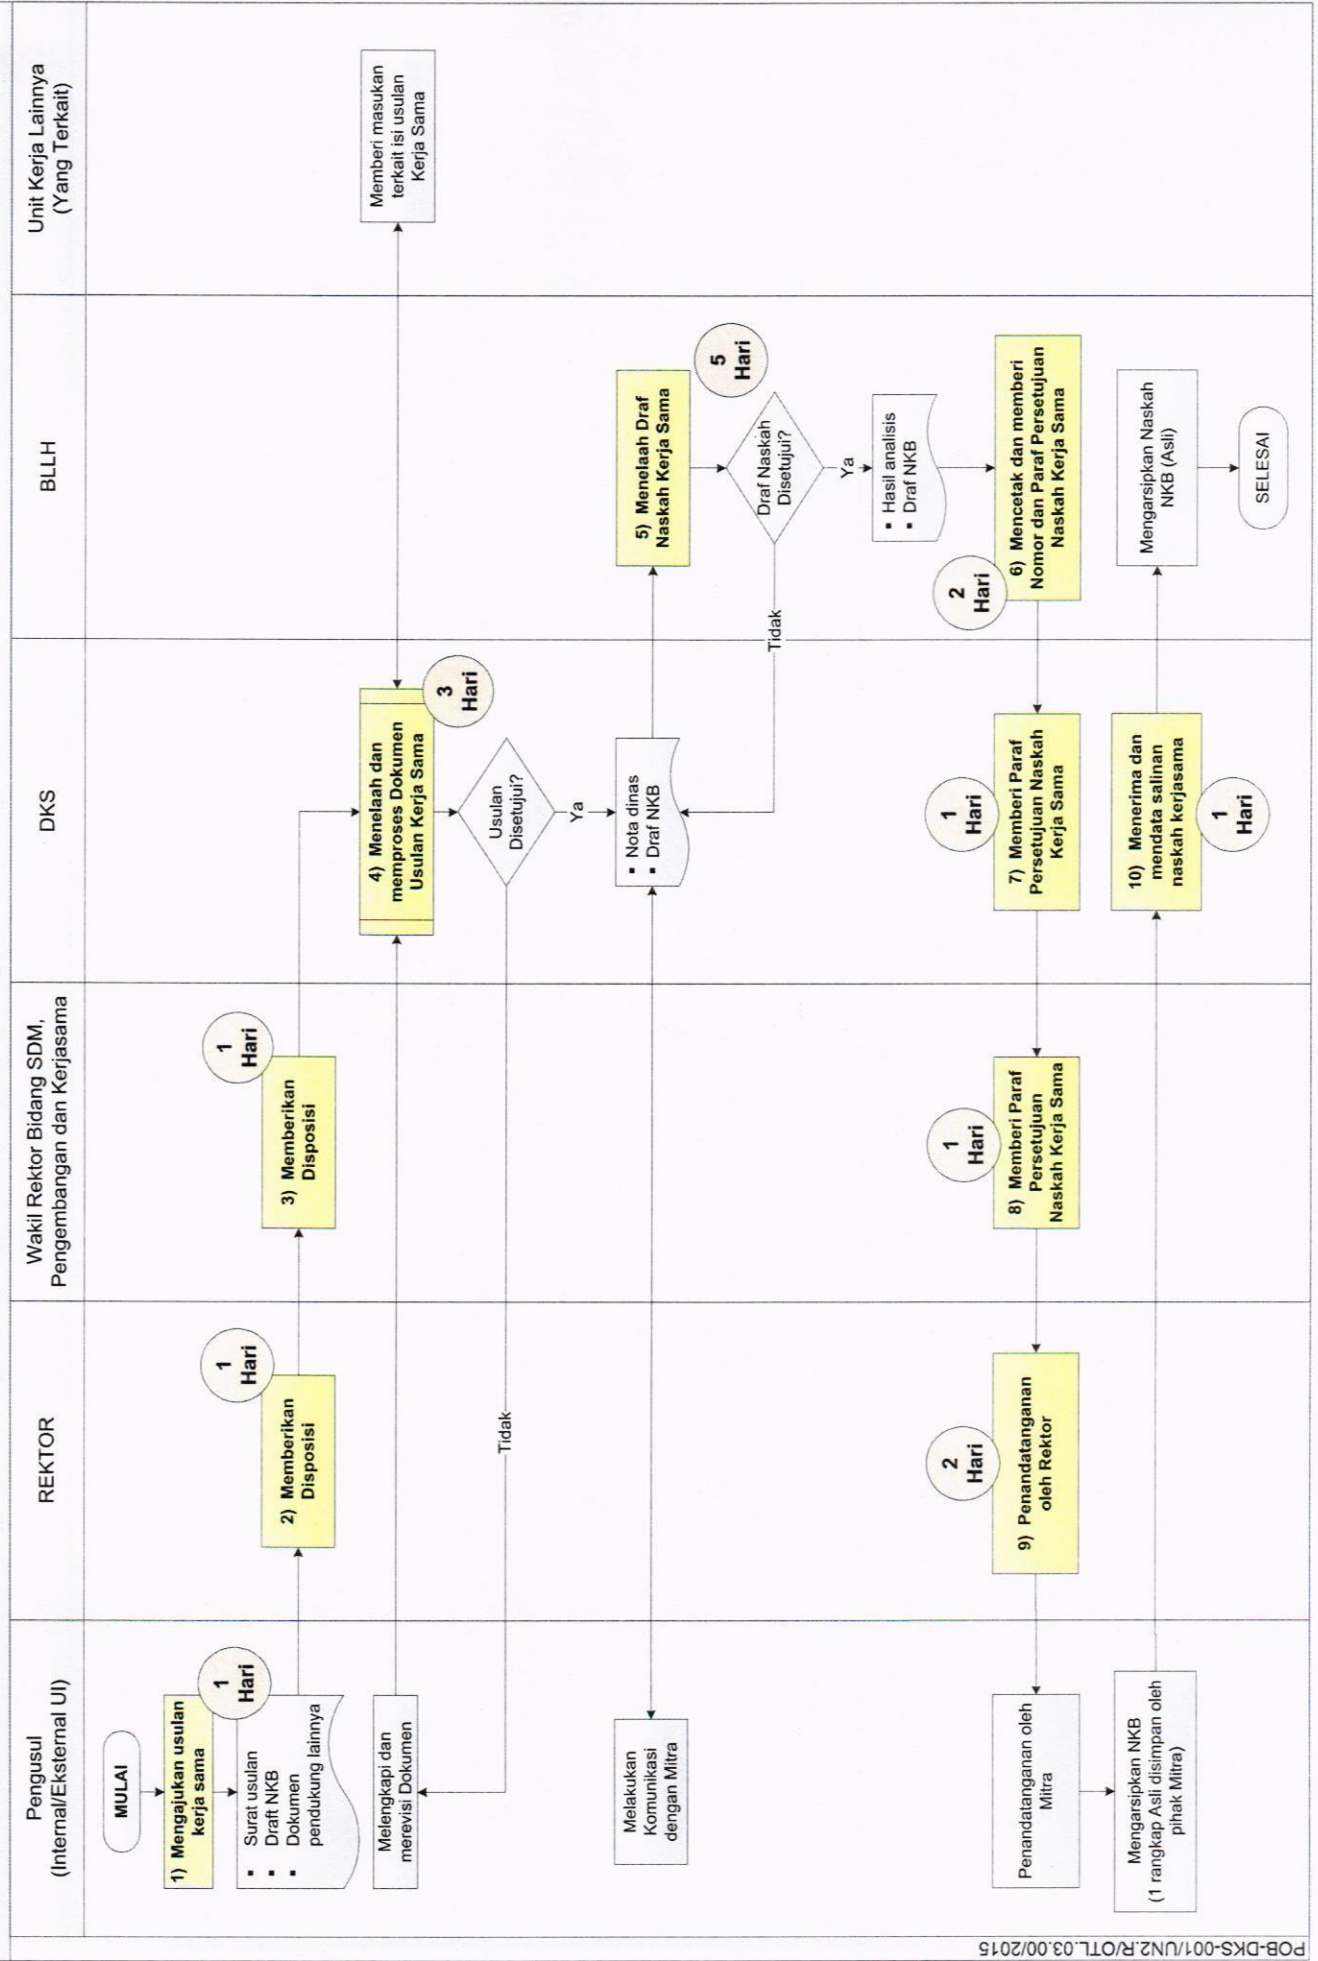 Pengusul
(Internal/Eksternal UI)
REKTOR
Wakil Rektor Bidang SDM,
Pengembangan dan Kerjasama
DKS
BLLH
Unit Kerja Lainnya
(Yang Terkait)
MULAI
1) Mengajukan usulan
kerja sama
1
Hari
▪ Surat usulan
▪ Draft NKB
▪ Dokumen
pendukung lainnya
2) Memberikan
Disposisi
1
Hari
3) Memberikan
Disposisi
1
Hari
4) Menelaah dan
memproses Dokumen
Usulan Kerja Sama
3
Hari
Memberi masukan
terkait isi usulan
Kerja Sama
Melengkapi dan
merevisi Dokumen
Tidak
Usulan
Disetujui?
Ya
Melakukan
Komunikasi
dengan Mitra
▪ Nota dinas
▪ Draf NKB
5) Menelaah Draf
Naskah Kerja Sama
5
Hari
Draf Naskah
Disetujui?
Tidak
Ya
▪ Hasil analisis
▪ Draf NKB
6) Mencetak dan memberi
Nomor dan Paraf Persetujuan
Naskah Kerja Sama
2
Hari
7) Memberi Paraf
Persetujuan Naskah
Kerja Sama
1
Hari
8) Memberi Paraf
Persetujuan
Naskah Kerja Sama
1
Hari
9) Penandatanganan
oleh Rektor
2
Hari
Penandatanganan oleh
Mitra
Mengarsipkan NKB
(1 rangkap Asli disimpan oleh
pihak Mitra)
10) Menerima dan
mendata salinan
naskah kerjasama
1
Hari
Mengarsipkan Naskah
NKB (Asli)
SELESAI
POB-DKS-001/UN2.R/OTL.03.00/2015